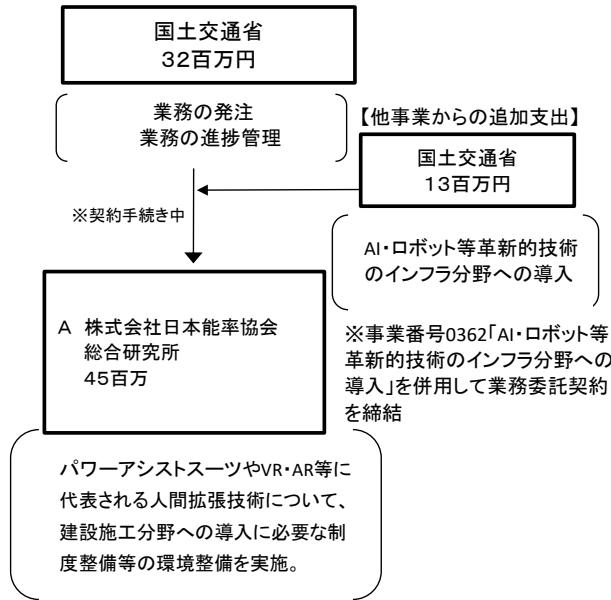 国土交通省
32百万円
業務の発注
業務の進捗管理
【他事業からの追加支出】
国土交通省
13百万円
※契約手続き中
AI・ロボット等革新的技術
のインフラ分野への導入
A 株式会社日本能率協会
総合研究所
45百万
※事業番号0362「AI・ロボット等
革新的技術のインフラ分野への
導入」を併用して業務委託契約
を締結
パワーアシストスーツやVR・AR等に
代表される人間拡張技術について、
建設施工分野への導入に必要な制
度整備等の環境整備を実施。